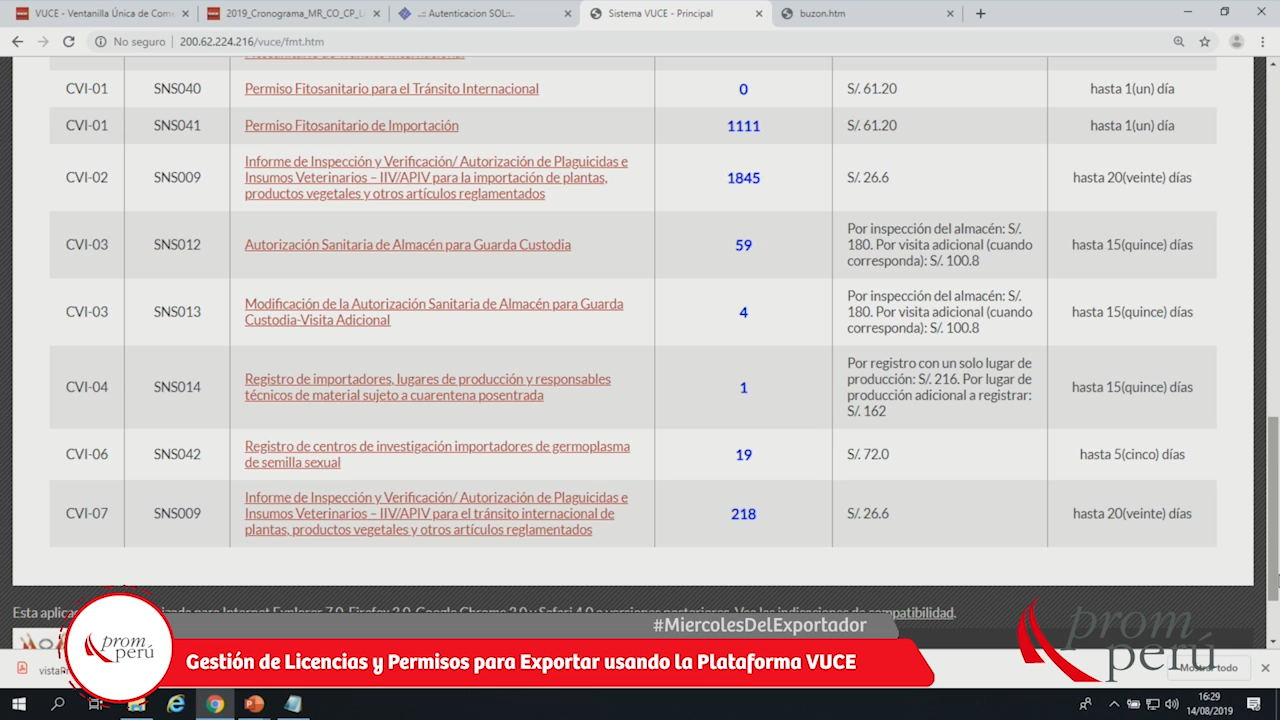 VUCE - Ventanilla Única de Come
2019_Cronograma_MR_CO_CP_L
..:: Autenticacion SOL::..
Sistema VUCE - Principal
buzon.htm
No seguro
200.62.224.216/vuce/fmt.htm
CVI-01 SNS040 Permiso Fitosanitario para el Tránsito Internacional 0 S/. 61.20 hasta 1(un) día
CVI-01 SNS041 Permiso Fitosanitario de Importación 1111 S/. 61.20 hasta 1(un) día
CVI-02 SNS009
Informe de Inspección y Verificación/ Autorización de Plaguicidas e
Insumos Veterinarios – IIV/APIV para la importación de plantas,
productos vegetales y otros artículos reglamentados
1845 S/. 26.6 hasta 20(veinte) días
CVI-03 SNS012 Autorización Sanitaria de Almacén para Guarda Custodia 59
Por inspección del almacén: S/.
180. Por visita adicional (cuando
corresponda): S/. 100.8
hasta 15(quince) días
CVI-03 SNS013
Modificación de la Autorización Sanitaria de Almacén para Guarda
Custodia-Visita Adicional
4
Por inspección del almacén: S/.
180. Por visita adicional (cuando
corresponda): S/. 100.8
hasta 15(quince) días
CVI-04 SNS014
Registro de importadores, lugares de producción y responsables
técnicos de material sujeto a cuarentena posentrada
1
Por registro con un solo lugar de
producción: S/. 216. Por lugar de
producción adicional a registrar:
S/. 162
hasta 15(quince) días
CVI-06 SNS042
Registro de centros de investigación importadores de germoplasma
de semilla sexual
19 S/. 72.0 hasta 5(cinco) días
CVI-07 SNS009
Informe de Inspección y Verificación/ Autorización de Plaguicidas e
Insumos Veterinarios – IIV/APIV para el tránsito internacional de
plantas, productos vegetales y otros artículos reglamentados
218 S/. 26.6 hasta 20(veinte) días
#MiercolesDelExportador
prom
perú
Gestión de Licencias y Permisos para Exportar usando la Plataforma VUCE
prom
perú
Mostrar todo
16:29
14/08/2019